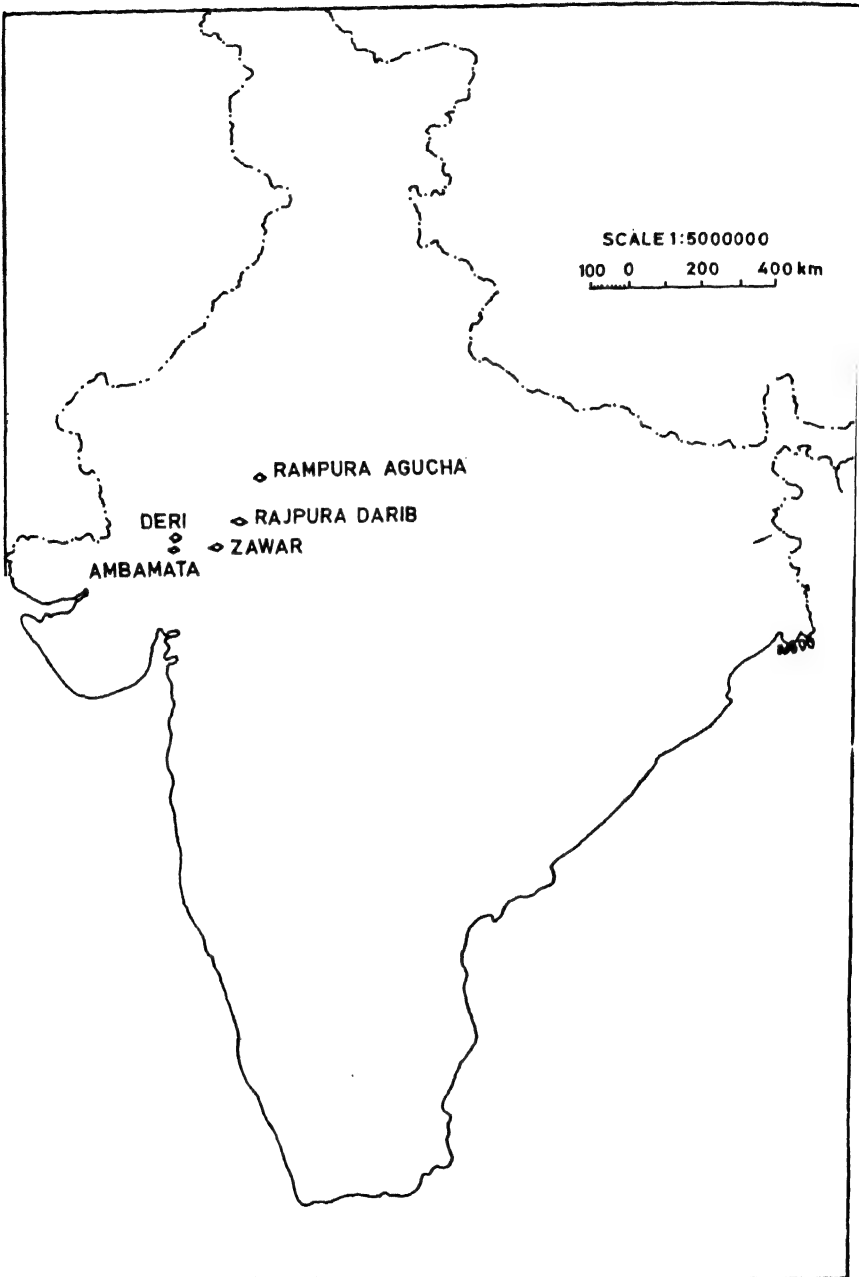 SCALE 1:5000000
100 0 200 400 km
RAMPURA AGUCHA
DERI
RAJPURA DARIB
ZAWAR
AMBAMATA